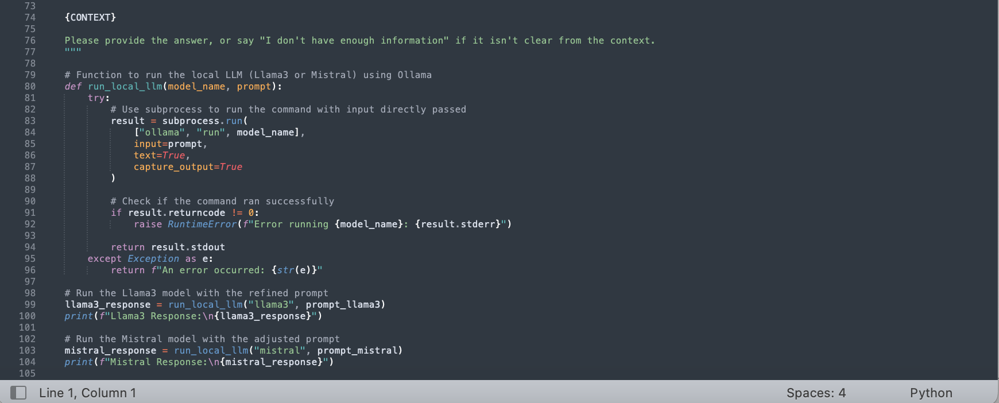 73
74 {CONTEXT}
75
76 Please provide the answer, or say "I don't have enough information" if it isn't clear from the context.
77 """
78
79 # Function to run the local LLM (Llama3 or Mistral) using Ollama
80 def run_local_llm(model_name, prompt):
81     try:
82         # Use subprocess to run the command with input directly passed
83         result = subprocess.run(
84             ["ollama", "run", model_name],
85             input=prompt,
86             text=True,
87             capture_output=True
88         )
89
90         # Check if the command ran successfully
91         if result.returncode != 0:
92             raise RuntimeError(f"Error running {model_name}: {result.stderr}")
93
94         return result.stdout
95     except Exception as e:
96         return f"An error occurred: {str(e)}"
97
98 # Run the Llama3 model with the refined prompt
99 llama3_response = run_local_llm("llama3", prompt_llama3)
100 print(f"Llama3 Response:\n{llama3_response}")
101
102 # Run the Mistral model with the adjusted prompt
103 mistral_response = run_local_llm("mistral", prompt_mistral)
104 print(f"Mistral Response:\n{mistral_response}")
105
Line 1, Column 1 Spaces: 4 Python